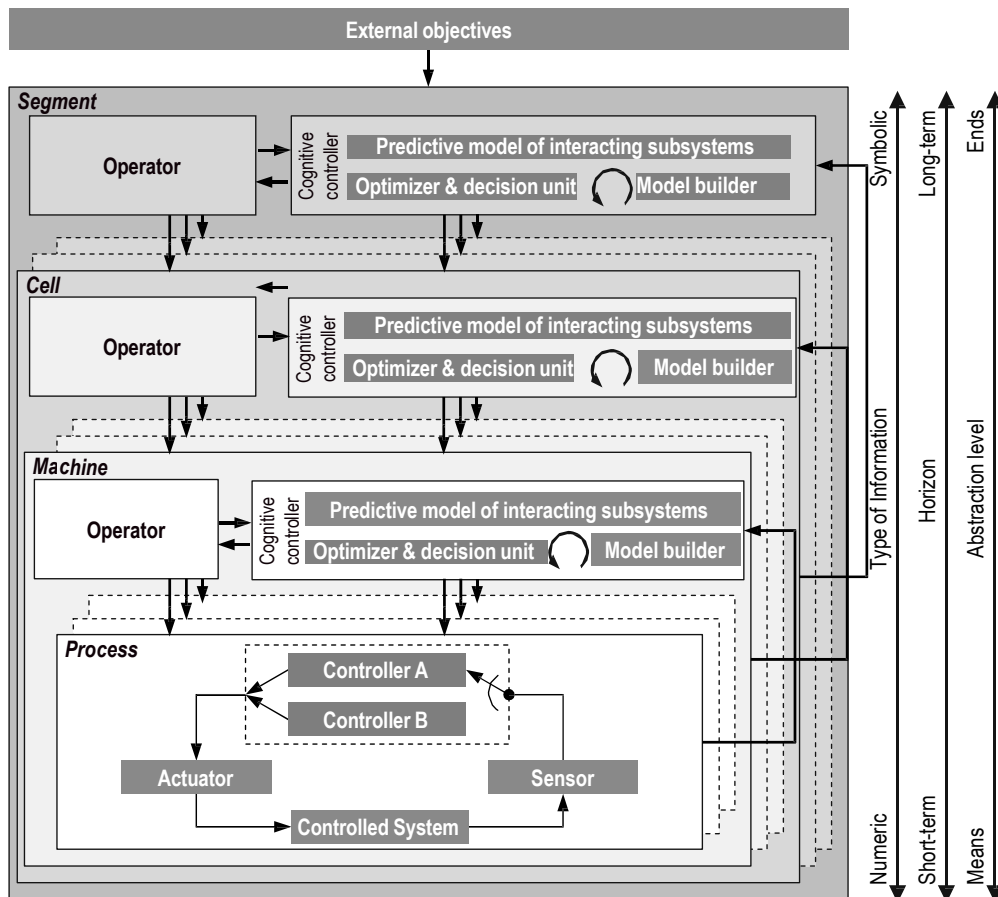 External objectives
Segment
Operator
Cognitive
controller
Predictive model of interacting subsystems
Optimizer & decision unit
Model builder
Cell
Operator
Cognitive
controller
Predictive model of interacting subsystems
Optimizer & decision unit
Model builder
Machine
Operator
Cognitive
controller
Predictive model of interacting subsystems
Optimizer & decision unit
Model builder
Process
Controller A
Controller B
Actuator
Sensor
Controlled System
Symbolic
Type of Information
Numeric
Long-term
Horizon
Short-term
Ends
Abstraction level
Means